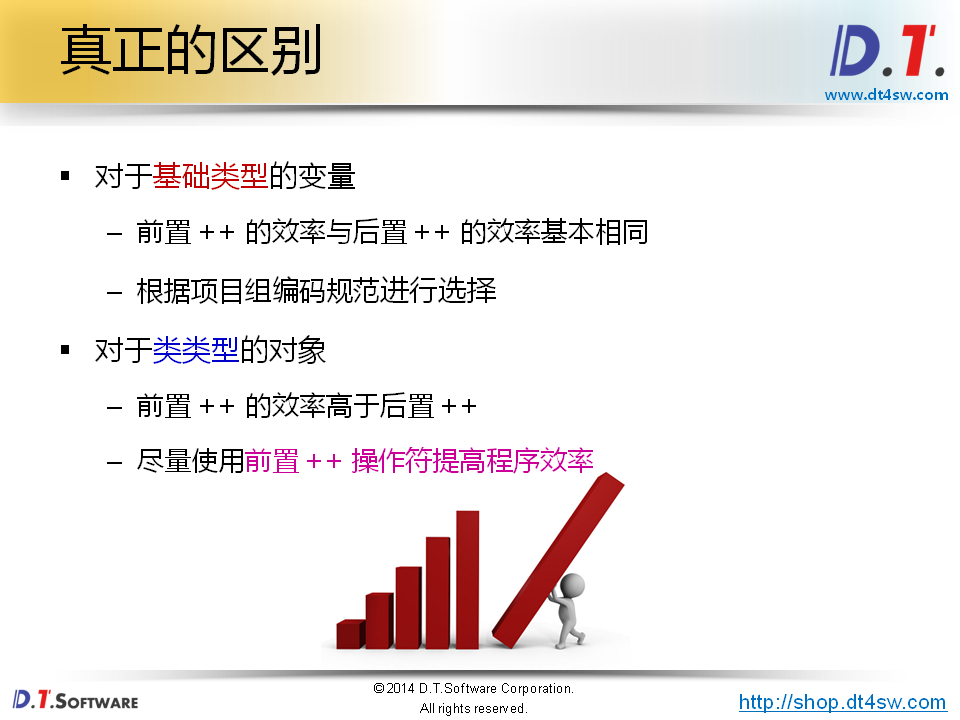 真正的区别
D.T.
www.dt4sw.com
▪ 对于基础类型的变量
– 前置 ++ 的效率与后置 ++ 的效率基本相同
– 根据项目组编码规范进行选择
▪ 对于类类型的对象
– 前置 ++ 的效率高于后置 ++
– 尽量使用前置 ++ 操作符提高程序效率
D.T.SOFTWARE
©2014 D.T.Software Corporation.
All rights reserved.
http://shop.dt4sw.com